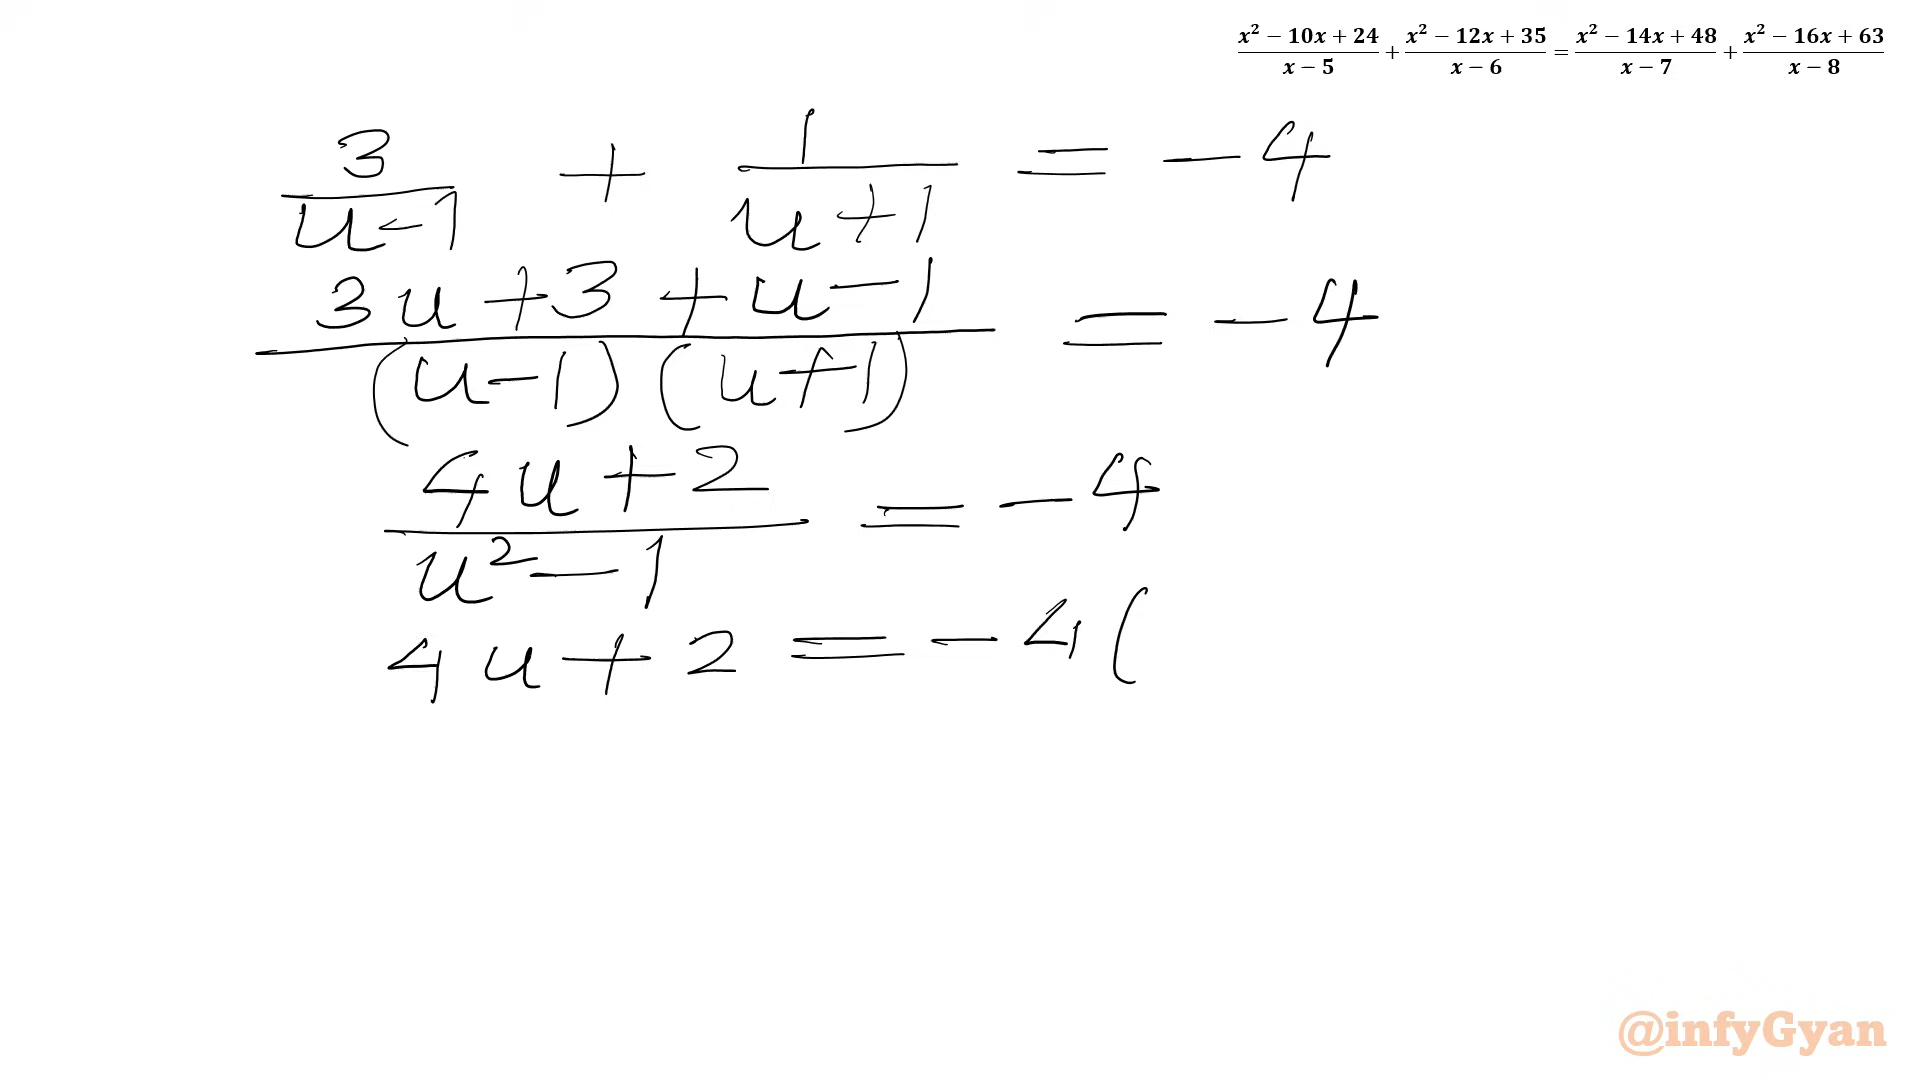 (x² − 10x + 24)/(x − 5) + (x² − 12x + 35)/(x − 6) = (x² − 14x + 48)/(x − 7) + (x² − 16x + 63)/(x − 8)
3/(u−1) + 1/(u+1) = −4
(3u+3+u−1)/((u−1)(u+1)) = −4
(4u+2)/(u²−1) = −4
4u+2 = −4(
@infyGyan